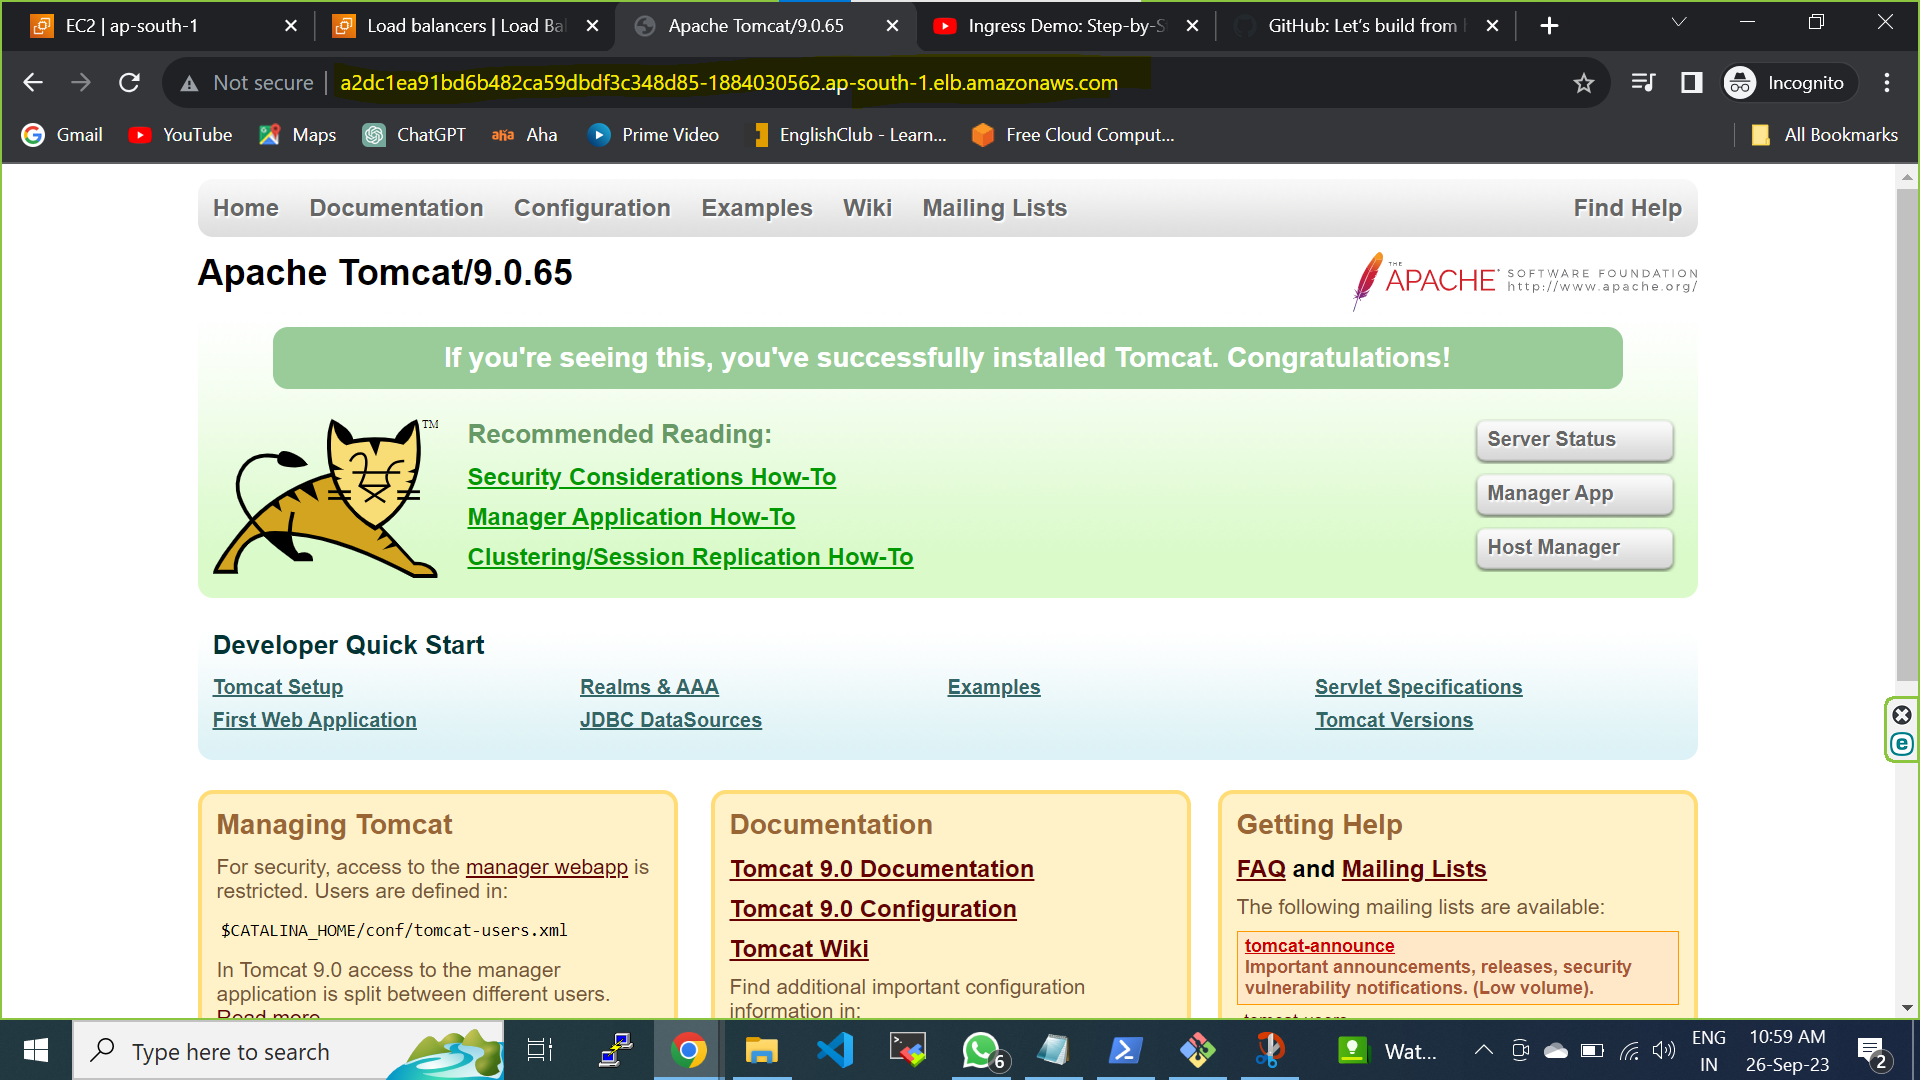 EC2 | ap-south-1
Load balancers | Load Bal
Apache Tomcat/9.0.65
Ingress Demo: Step-by-S
GitHub: Let's build from h
Not secure
a2dc1ea91bd6b482ca59dbdf3c348d85-1884030562.ap-south-1.elb.amazonaws.com
Incognito
Gmail
YouTube
Maps
ChatGPT
aha Aha
Prime Video
EnglishClub - Learn...
Free Cloud Comput...
All Bookmarks
Home Documentation Configuration Examples Wiki Mailing Lists Find Help
Apache Tomcat/9.0.65
THE APACHE® SOFTWARE FOUNDATION
http://www.apache.org/
If you're seeing this, you've successfully installed Tomcat. Congratulations!
TM
Recommended Reading:
Security Considerations How-To
Manager Application How-To
Clustering/Session Replication How-To
Server Status
Manager App
Host Manager
Developer Quick Start
Tomcat Setup
First Web Application
Realms & AAA
JDBC DataSources
Examples
Servlet Specifications
Tomcat Versions
Managing Tomcat
For security, access to the manager webapp is
restricted. Users are defined in:
$CATALINA_HOME/conf/tomcat-users.xml
In Tomcat 9.0 access to the manager
application is split between different users.
Read more
Documentation
Tomcat 9.0 Documentation
Tomcat 9.0 Configuration
Tomcat Wiki
Find additional important configuration
information in:
Getting Help
FAQ and Mailing Lists
The following mailing lists are available:
tomcat-announce
Important announcements, releases, security
vulnerability notifications. (Low volume).
tomcat-users
Type here to search
6
Wat...
ENG
IN
10:59 AM
26-Sep-23
2